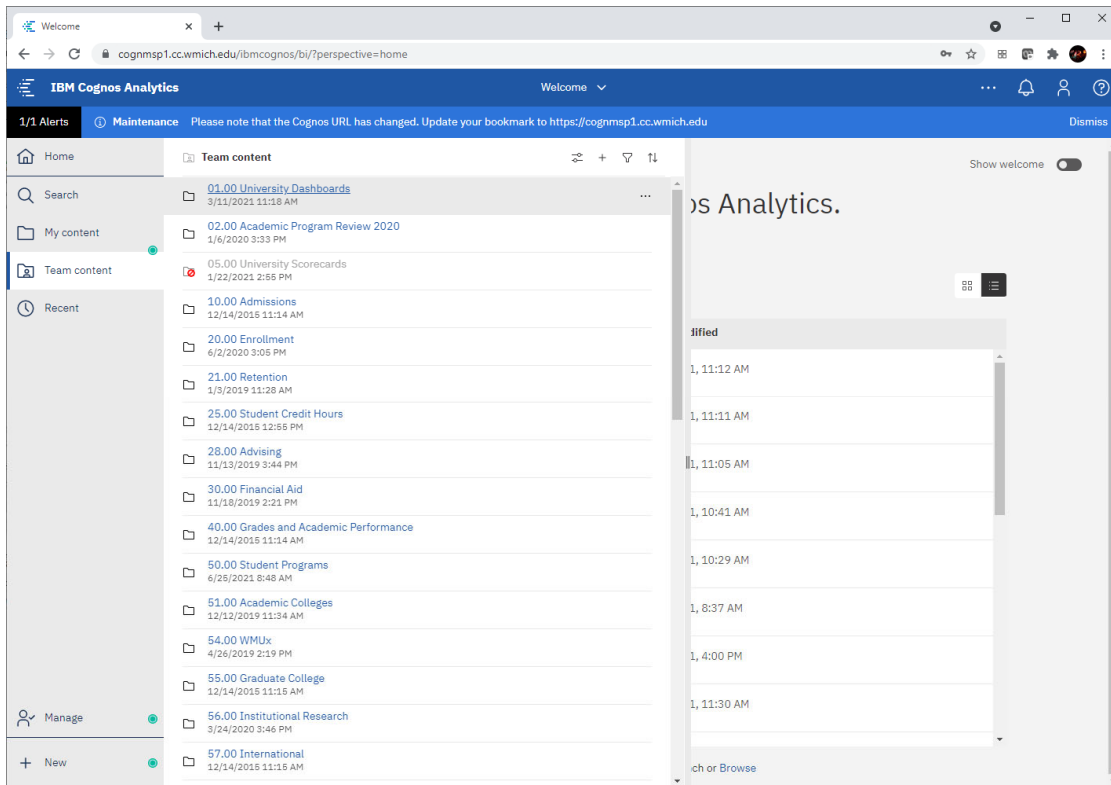 Welcome
cognmsp1.cc.wmich.edu/ibmcognos/bi/?perspective=home
IBM Cognos Analytics
Welcome
1/1 Alerts
Maintenance Please note that the Cognos URL has changed. Update your bookmark to https://cognmsp1.cc.wmich.edu
Dismiss
Home
Search
My content
Team content
Recent
Manage
New
Team content
01.00 University Dashboards
3/11/2021 11:18 AM
02.00 Academic Program Review 2020
1/6/2020 3:33 PM
05.00 University Scorecards
1/22/2021 2:55 PM
10.00 Admissions
12/14/2015 11:14 AM
20.00 Enrollment
6/2/2020 3:05 PM
21.00 Retention
1/3/2019 11:28 AM
25.00 Student Credit Hours
12/14/2015 12:55 PM
28.00 Advising
11/13/2019 3:44 PM
30.00 Financial Aid
11/18/2019 2:21 PM
40.00 Grades and Academic Performance
12/14/2015 11:14 AM
50.00 Student Programs
6/25/2021 8:48 AM
51.00 Academic Colleges
12/12/2019 11:34 AM
54.00 WMUx
4/26/2019 2:19 PM
55.00 Graduate College
12/14/2015 11:15 AM
56.00 Institutional Research
3/24/2020 3:46 PM
57.00 International
12/14/2015 11:15 AM
Show welcome
os Analytics.
dified
1, 11:12 AM
1, 11:11 AM
1, 11:05 AM
1, 10:41 AM
1, 10:29 AM
1, 8:37 AM
1, 4:00 PM
1, 11:30 AM
ch or Browse